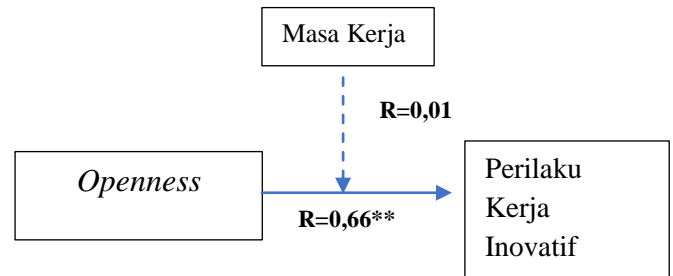 Masa Kerja
R=0,01
Openness
R=0,66**
Perilaku
Kerja
Inovatif